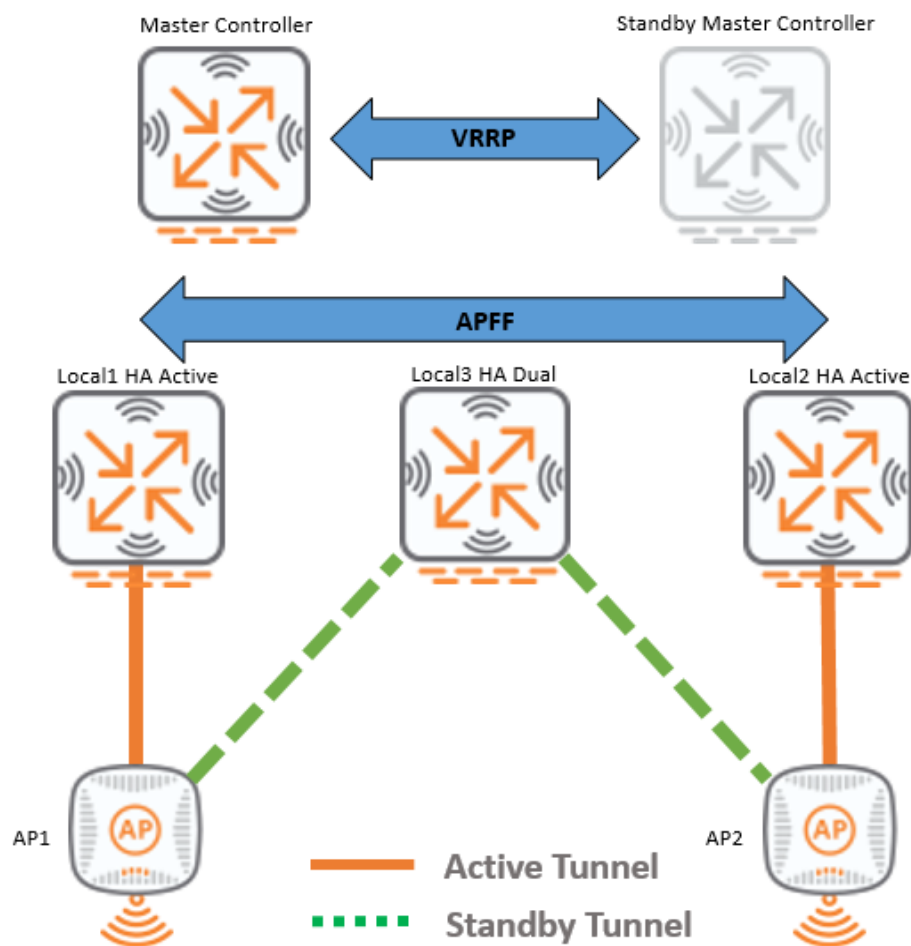 Master Controller
Standby Master Controller
VRRP
APFF
Local1 HA Active
Local3 HA Dual
Local2 HA Active
AP1
AP
AP2
AP
Active Tunnel
Standby Tunnel